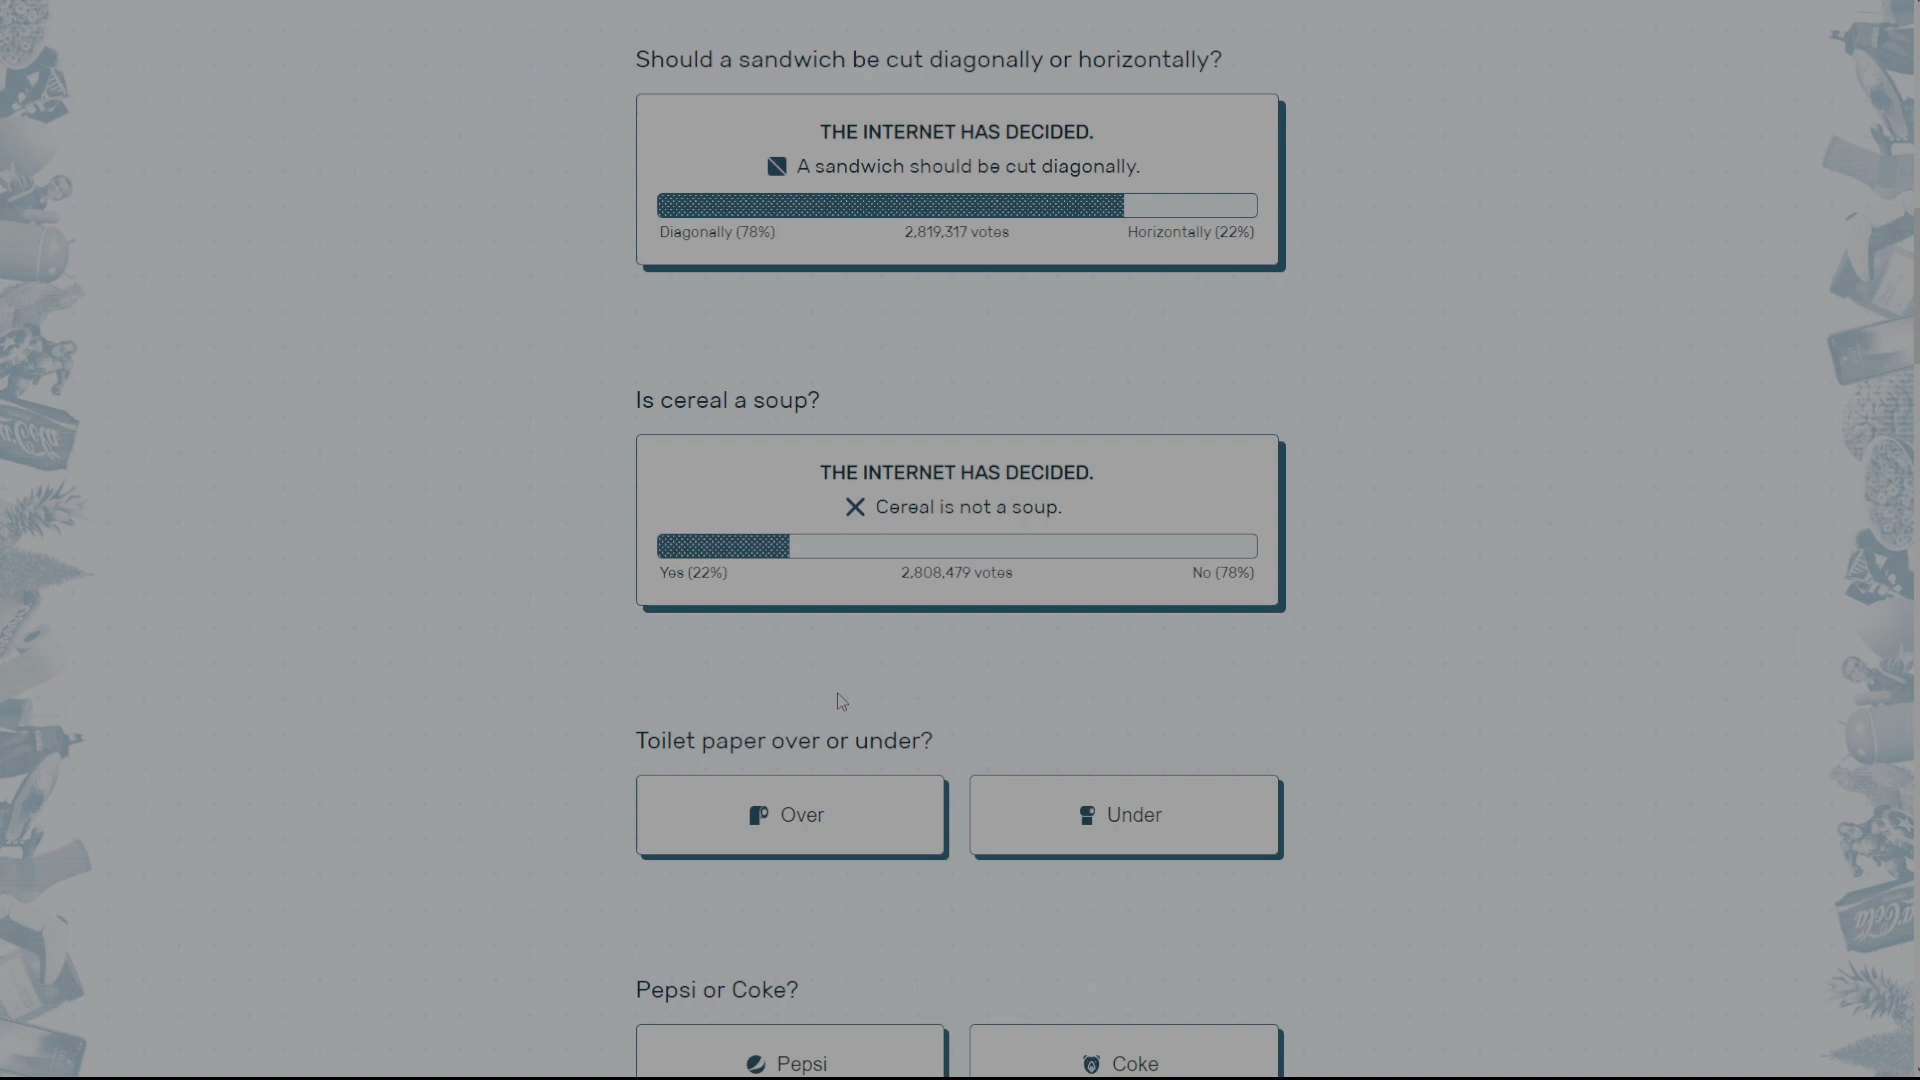 Should a sandwich be cut diagonally or horizontally?
THE INTERNET HAS DECIDED.
A sandwich should be cut diagonally.
Diagonally (78%) 2,819,317 votes Horizontally (22%)
Is cereal a soup?
THE INTERNET HAS DECIDED.
Cereal is not a soup.
Yes (22%) 2,808,479 votes No (78%)
Toilet paper over or under?
Over Under
Pepsi or Coke?
Pepsi Coke